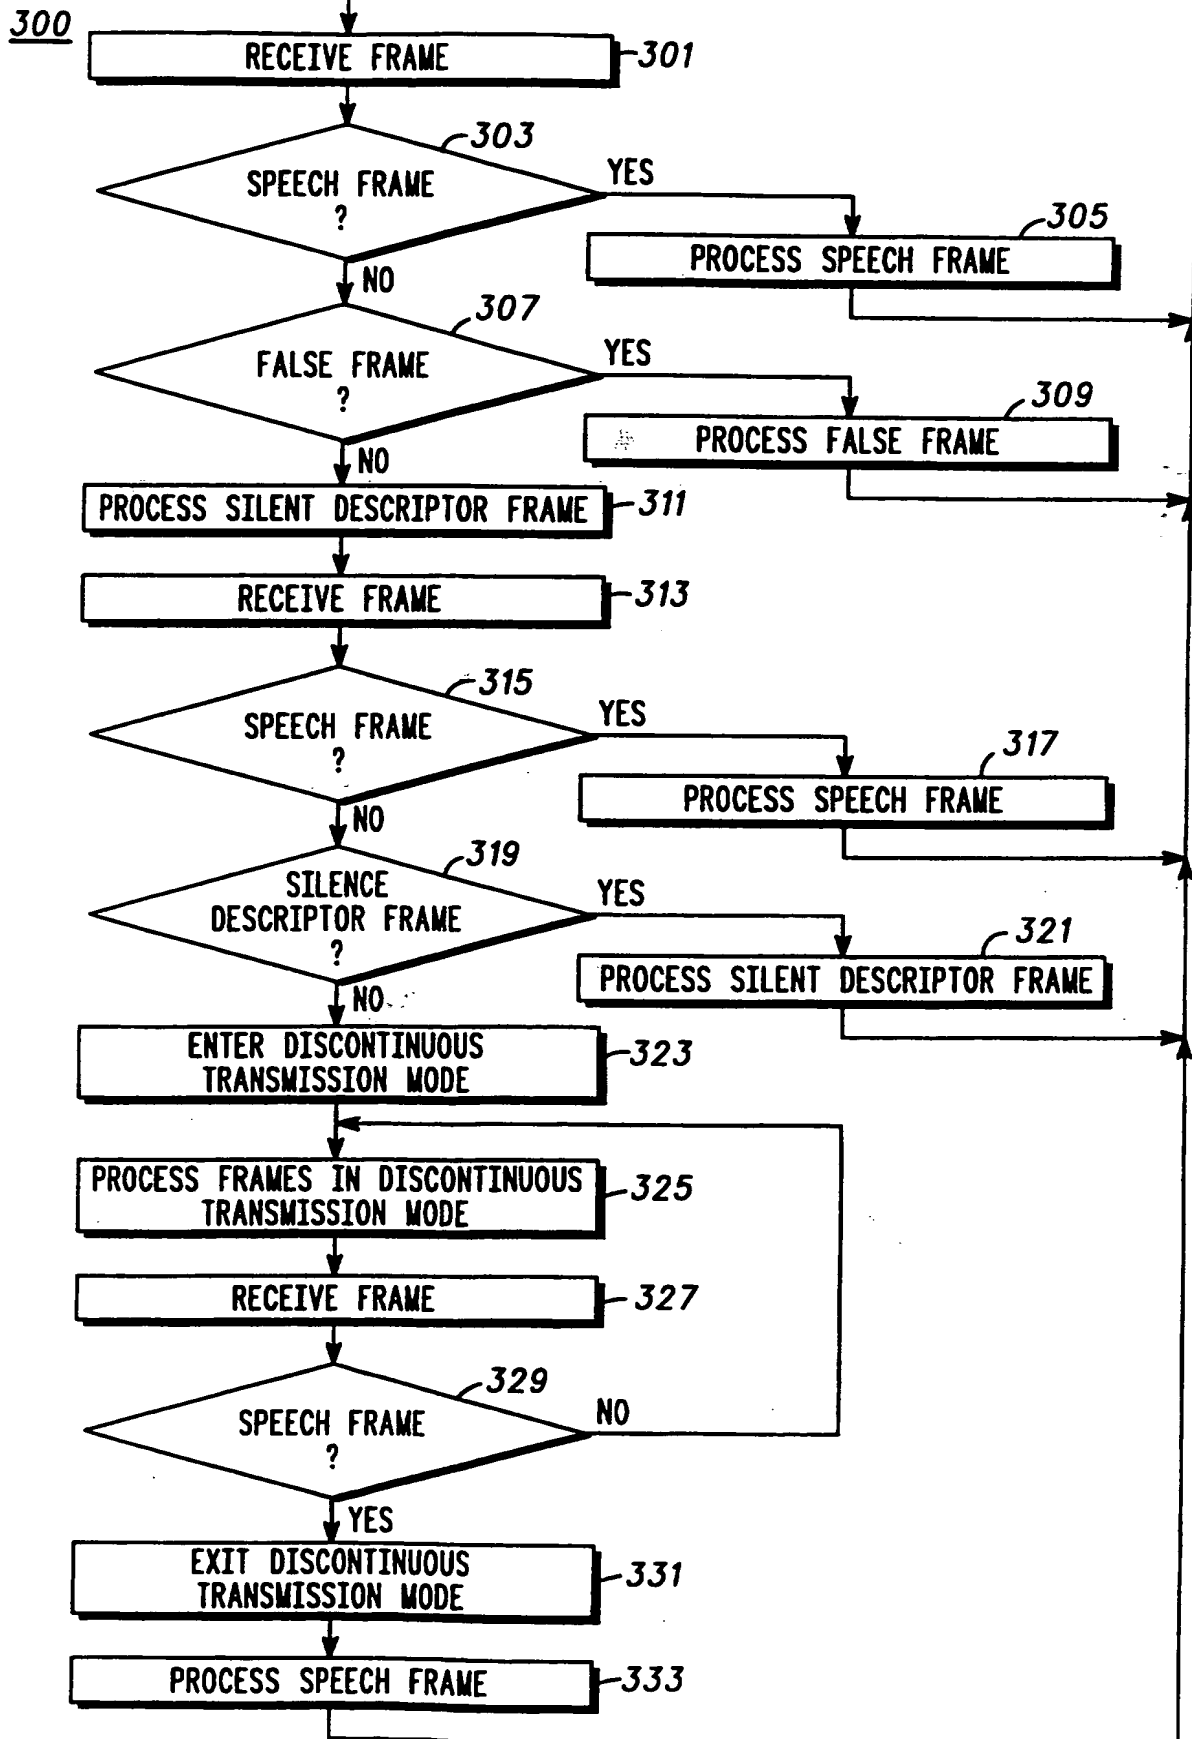 300
RECEIVE FRAME
301
303
SPEECH FRAME
?
YES
305
PROCESS SPEECH FRAME
NO
307
FALSE FRAME
?
YES
309
PROCESS FALSE FRAME
NO
PROCESS SILENT DESCRIPTOR FRAME
311
RECEIVE FRAME
313
315
SPEECH FRAME
?
YES
317
PROCESS SPEECH FRAME
NO
319
SILENCE
DESCRIPTOR FRAME
?
YES
321
PROCESS SILENT DESCRIPTOR FRAME
NO
ENTER DISCONTINUOUS
TRANSMISSION MODE
323
PROCESS FRAMES IN DISCONTINUOUS
TRANSMISSION MODE
325
RECEIVE FRAME
327
329
SPEECH FRAME
?
NO
YES
EXIT DISCONTINUOUS
TRANSMISSION MODE
331
PROCESS SPEECH FRAME
333